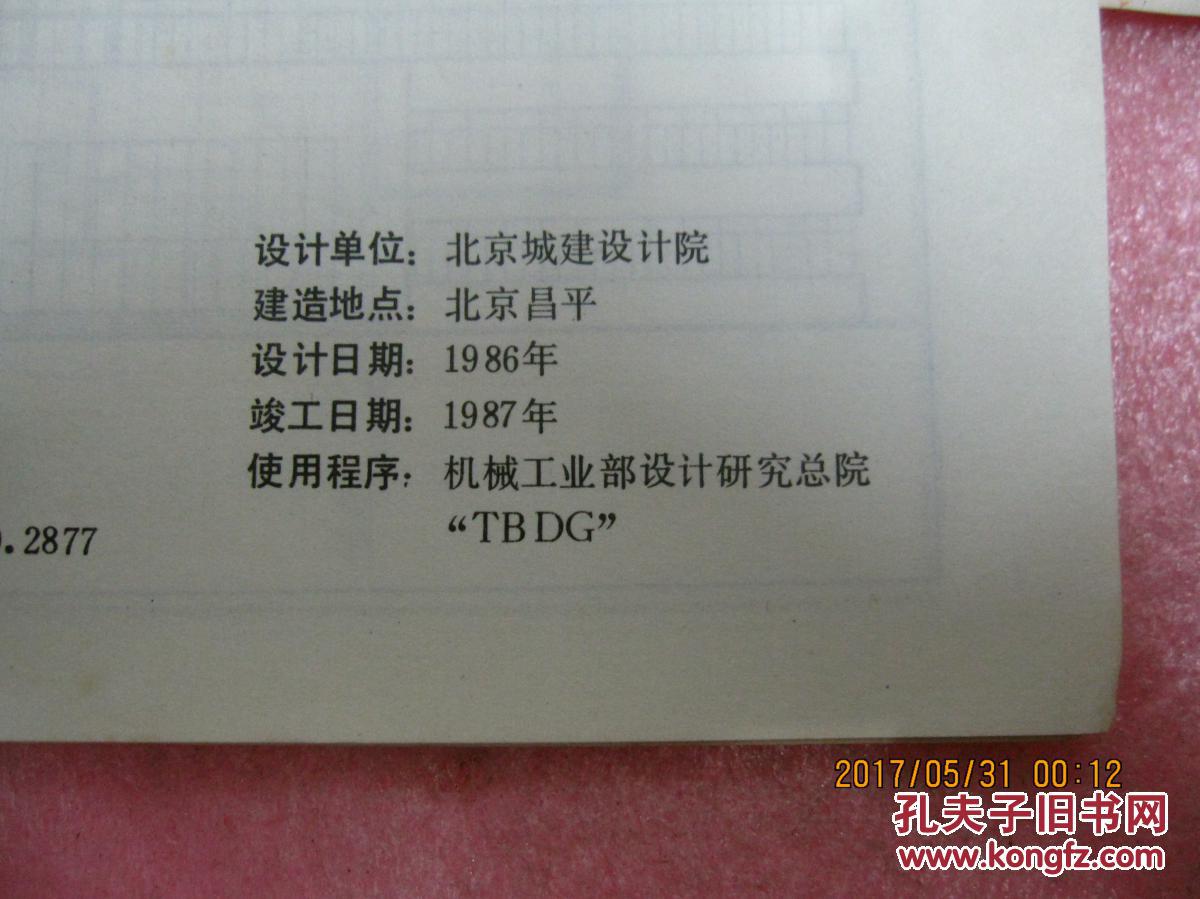 设计单位：北京城建设计院
建造地点：北京昌平
设计日期：1986年
竣工日期：1987年
使用程序：机械工业部设计研究总院
“TBDG”
.2877
2017/05/31 00:12
孔夫子旧书网
www.kongfz.com